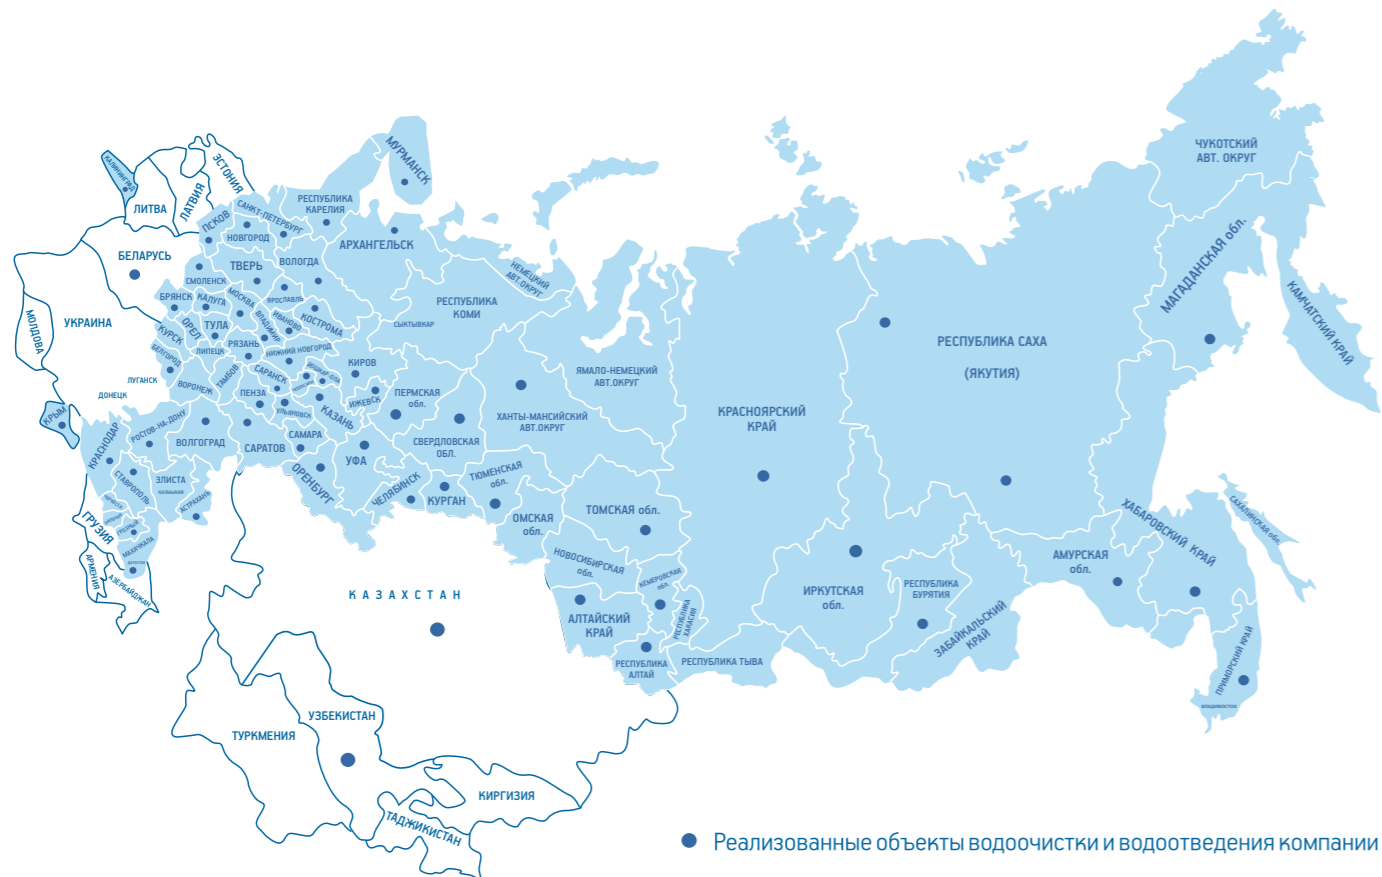 ЧУКОТСКИЙ
АВТ. ОКРУГ
МУРМАНСК
КАЛИНИНГРАД
ЭСТОНИЯ
ЛАТВИЯ
ЛИТВА
РЕСПУБЛИКА
КАРЕЛИЯ
САНКТ-ПЕТЕРБУРГ
ПСКОВ
НОВГОРОД
АРХАНГЕЛЬСК
МАГАДАНСКАЯ обл.
КАМЧАТСКИЙ КРАЙ
БЕЛАРУСЬ
ТВЕРЬ
ВОЛОГДА
НЕМЕЦКИЙ
АВТ.ОКРУГ
СМОЛЕНСК
РЕСПУБЛИКА
КОМИ
БРЯНСК
КАЛУГА
МОСКВА
ЯРОСЛАВЛЬ
МОЛДОВА
УКРАИНА
ОРЕЛ
ТУЛА
ВЛАДИМИР
ИВАНОВО
КОСТРОМА
СЫКТЫВКАР
КУРСК
РЯЗАНЬ
РЕСПУБЛИКА САХА
(ЯКУТИЯ)
БЕЛГОРОД
ЛИПЕЦК
НИЖНИЙ НОВГОРОД
КИРОВ
ЯМАЛО-НЕМЕЦКИЙ
АВТ.ОКРУГ
ЛУГАНСК
ВОРОНЕЖ
ТАМБОВ
САРАНСК
ЙОШКАР-ОЛА
ДОНЕЦК
ПЕНЗА
ИЖЕВСК
ПЕРМСКАЯ
обл.
КРЫМ
РОСТОВ-НА-ДОНУ
УЛЬЯНОВСК
КАЗАНЬ
ХАНТЫ-МАНСИЙСКИЙ
АВТ.ОКРУГ
КРАСНОЯРСКИЙ
КРАЙ
КРАСНОДАР
ВОЛГОГРАД
САРАТОВ
САМАРА
СВЕРДЛОВСКАЯ
ОБЛ.
ОРЕНБУРГ
УФА
СТАВРОПОЛЬ
ЭЛИСТА
КАЛМЫКИЯ
АСТРАХАНЬ
ЧЕЛЯБИНСК
КУРГАН
ТЮМЕНСКАЯ
обл.
ОМСКАЯ
обл.
ТОМСКАЯ обл.
ХАБАРОВСКИЙ КРАЙ
САХАЛИНСКАЯ обл.
ГРУЗИЯ
ГРОЗНЫЙ
МАХАЧКАЛА
ДАГЕСТАН
АРМЕНИЯ
АЗЕРБАЙДЖАН
НОВОСИБИРСКАЯ
обл.
КЕМЕРОВСКАЯ
обл.
АМУРСКАЯ
обл.
КАЗАХСТАН
АЛТАЙСКИЙ
КРАЙ
РЕСПУБЛИКА
ХАКАСИЯ
ИРКУТСКАЯ
обл.
РЕСПУБЛИКА
БУРЯТИЯ
ЗАБАЙКАЛЬСКИЙ
КРАЙ
РЕСПУБЛИКА
АЛТАЙ
РЕСПУБЛИКА ТЫВА
ПРИМОРСКИЙ КРАЙ
ВЛАДИВОСТОК
УЗБЕКИСТАН
ТУРКМЕНИЯ
КИРГИЗИЯ
ТАДЖИКИСТАН
Реализованные объекты водоочистки и водоотведения компании